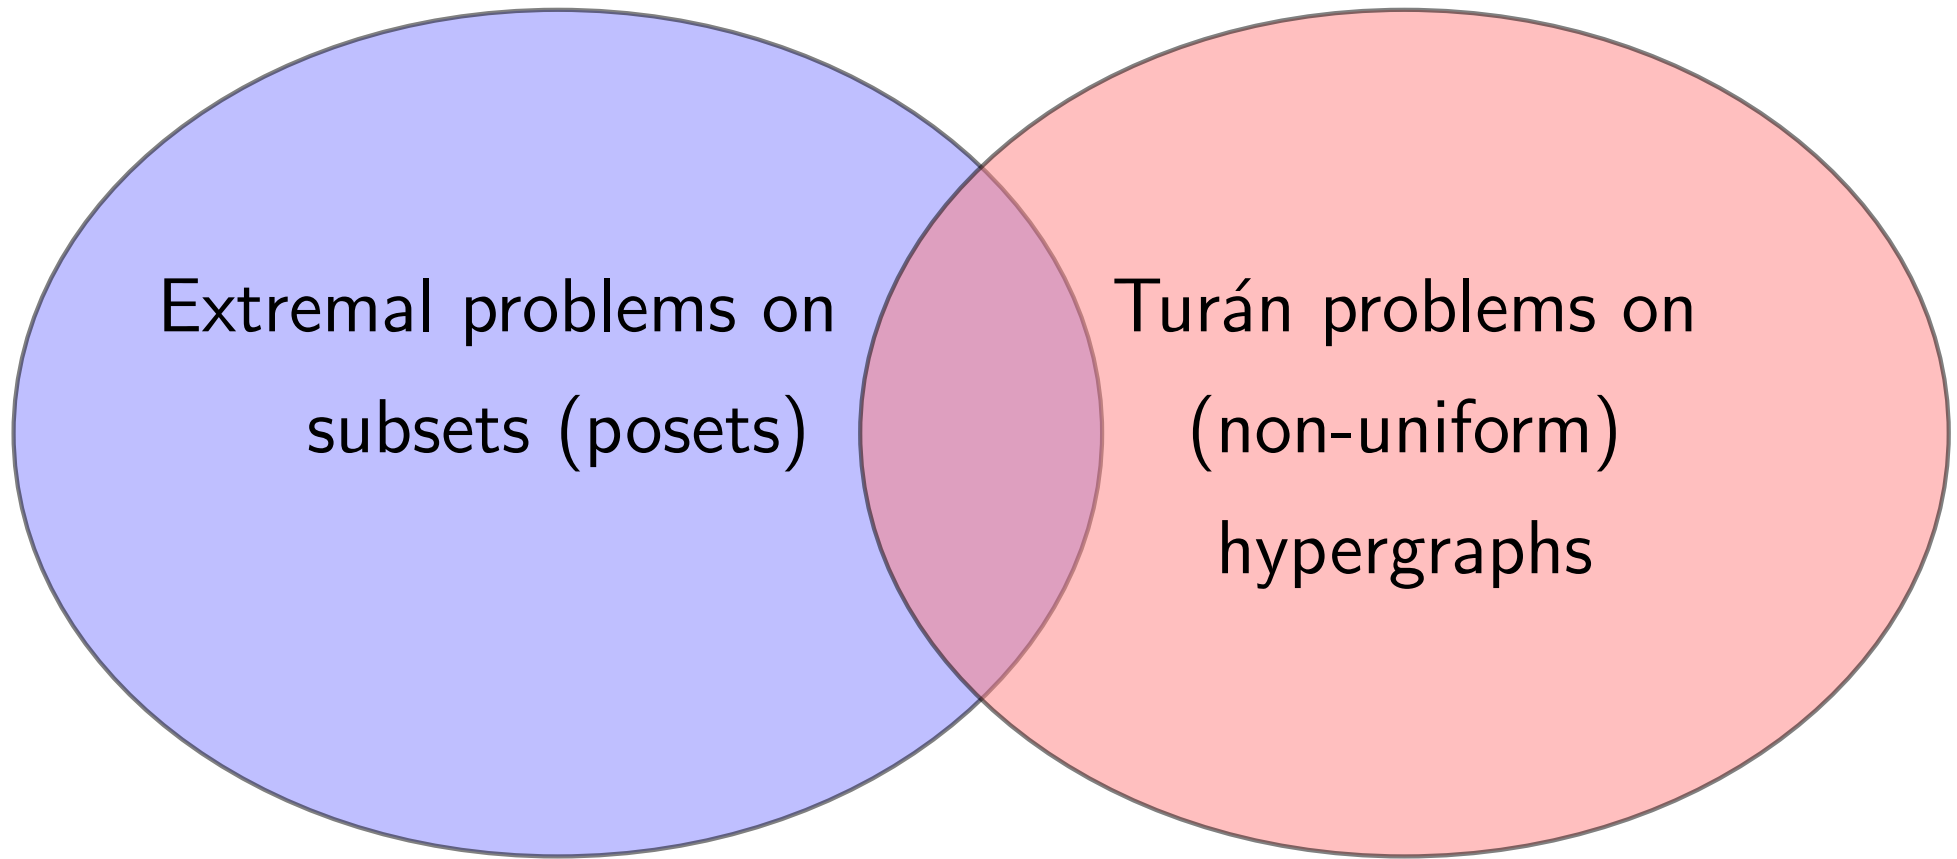 Extremal problems on
subsets (posets)
Turán problems on
(non-uniform)
hypergraphs